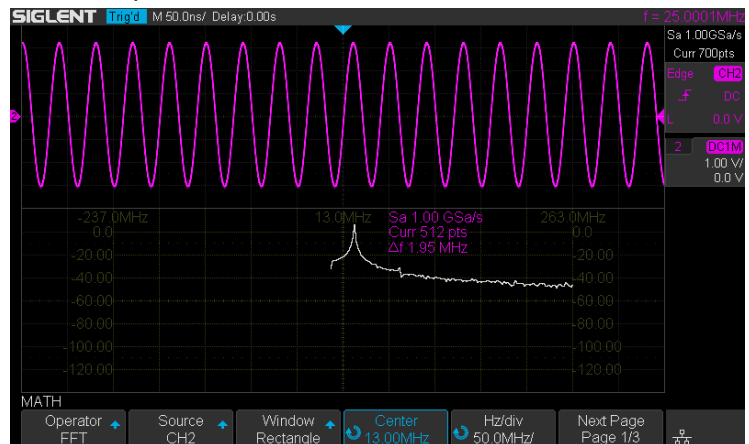 SIGLENT Trig'd M 50.0ns/ Delay:0.00s f = 25.0001MHz
Sa 1.00GSa/s
Curr 700pts
Edge CH2
DC
L 0.0 V
2 DC1M
1.00 V/
0.0 V
2
-237.0MHz 13.0MHz Sa 1.00 GSa/s 263.0MHz
0.0 Curr 512 pts 0.0
-20.00 Δf 1.95 MHz -20.00
-40.00 -40.00
-60.00 -60.00
-80.00 -80.00
-100.00 -100.00
-120.00 -120.00
MATH
Operator Source Window Center Hz/div Next Page
FFT CH2 Rectangle 13.00MHz 50.0MHz/ Page 1/3